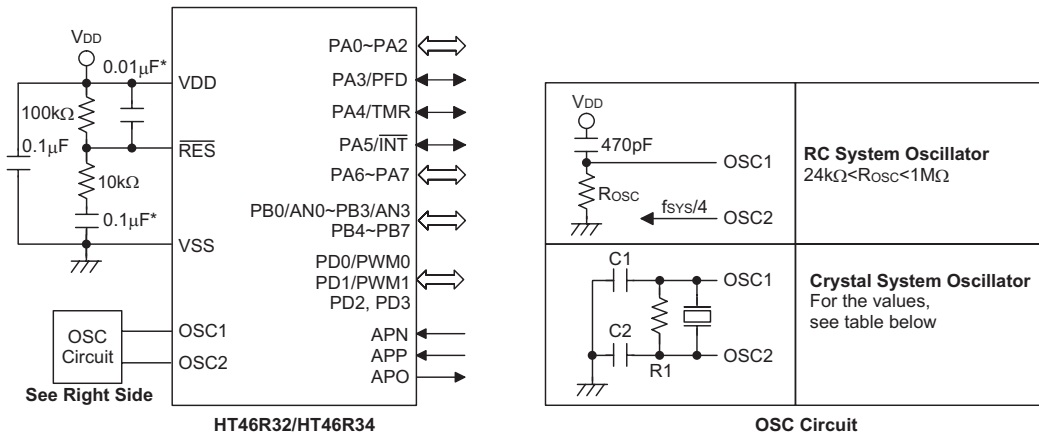 VDD
0.01μF*
100kΩ
0.1μF
10kΩ
0.1μF*
VDD
RES
VSS
OSC
Circuit
See Right Side
OSC1
OSC2
PA0~PA2
PA3/PFD
PA4/TMR
PA5/INT
PA6~PA7
PB0/AN0~PB3/AN3
PB4~PB7
PD0/PWM0
PD1/PWM1
PD2, PD3
APN
APP
APO
HT46R32/HT46R34
VDD
470pF
ROSC
OSC1
fSYS/4
OSC2
RC System Oscillator
24kΩ<ROSC<1MΩ
C1
C2
R1
OSC1
OSC2
Crystal System Oscillator
For the values,
see table below
OSC Circuit